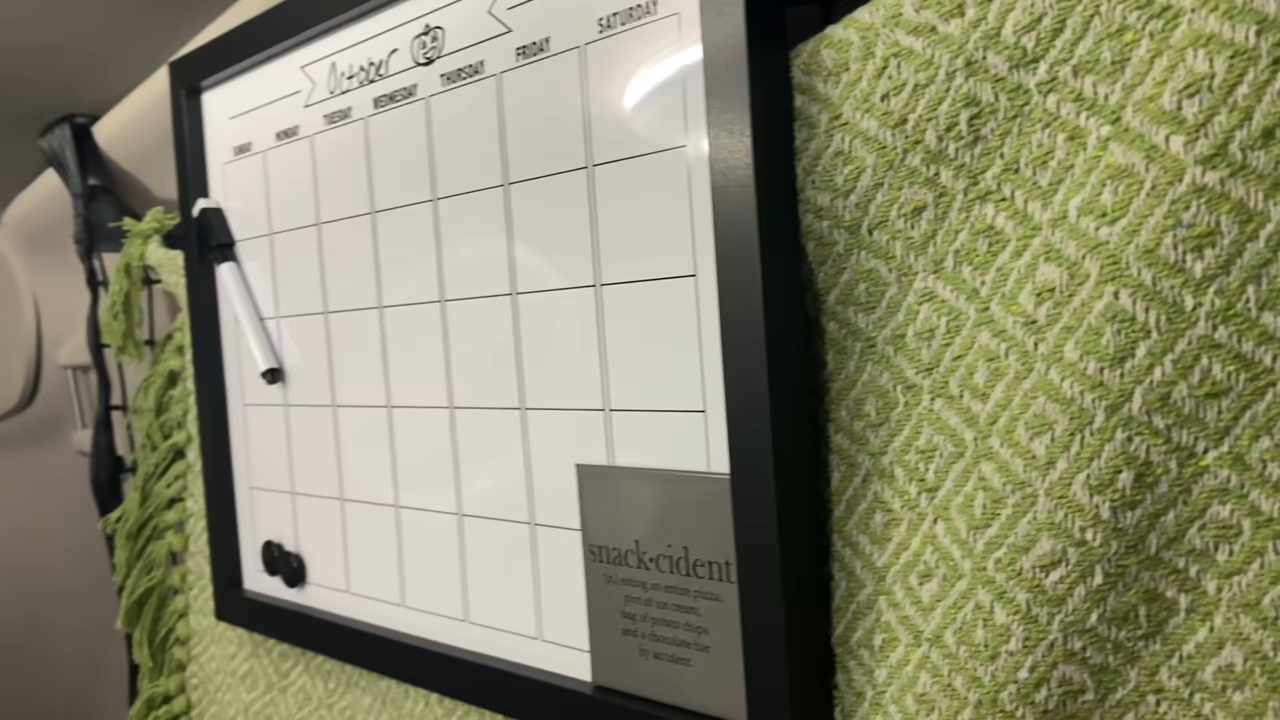 October
SUNDAY MONDAY TUESDAY WEDNESDAY THURSDAY FRIDAY SATURDAY
snack·cident
(n.) eating an entire pizza,
pint of ice cream,
bag of potato chips
and a chocolate bar
by accident.